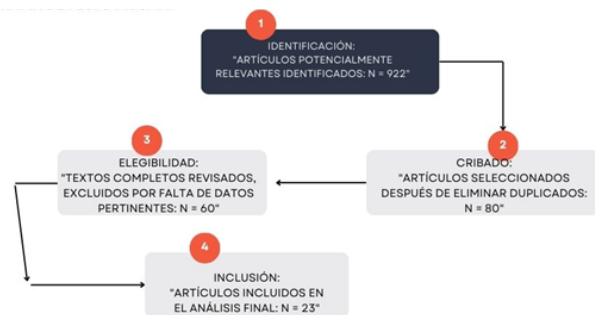 1
IDENTIFICACIÓN:
"ARTÍCULOS POTENCIALMENTE
RELEVANTES IDENTIFICADOS: N = 922"
2
CRIBADO:
"ARTÍCULOS SELECCIONADOS
DESPUÉS DE ELIMINAR DUPLICADOS:
N = 80"
3
ELEGIBILIDAD:
"TEXTOS COMPLETOS REVISADOS,
EXCLUIDOS POR FALTA DE DATOS
PERTINENTES: N = 60"
4
INCLUSIÓN:
"ARTÍCULOS INCLUIDOS EN
EL ANÁLISIS FINAL: N = 23"